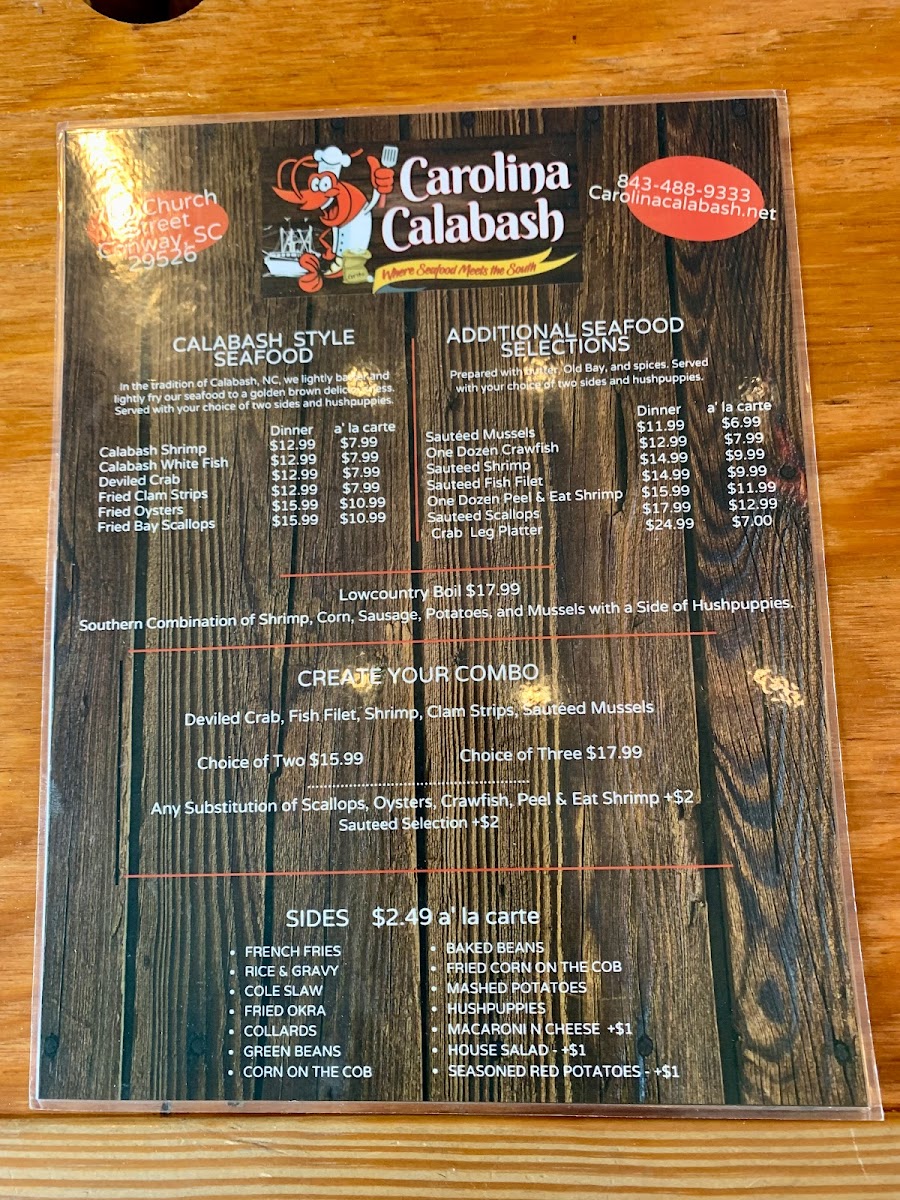 Church
Street
Conway, SC
29526
Carolina
Calabash
Where Seafood Meets the South
843-488-9333
Carolinacalabash.net
CALABASH STYLE
SEAFOOD
In the tradition of Calabash, NC, we lightly batter and
lightly fry our seafood to a golden brown deliciousness.
Served with your choice of two sides and hushpuppies.
Dinner a' la carte
Calabash Shrimp $12.99 $7.99
Calabash White Fish $12.99 $7.99
Deviled Crab $12.99 $7.99
Fried Clam Strips $12.99 $7.99
Fried Oysters $15.99 $10.99
Fried Bay Scallops $15.99 $10.99
ADDITIONAL SEAFOOD
SELECTIONS
Prepared with butter, Old Bay, and spices. Served
with your choice of two sides and hushpuppies.
Dinner a' la carte
Sautéed Mussels $11.99 $6.99
One Dozen Crawfish $12.99 $7.99
Sauteed Shrimp $14.99 $9.99
Sauteed Fish Filet $14.99 $9.99
One Dozen Peel & Eat Shrimp $15.99 $11.99
Sauteed Scallops $17.99 $12.99
Crab Leg Platter $24.99 $7.00
Lowcountry Boil $17.99
Southern Combination of Shrimp, Corn, Sausage, Potatoes, and Mussels with a Side of Hushpuppies.
CREATE YOUR COMBO
Deviled Crab, Fish Filet, Shrimp, Clam Strips, Sautéed Mussels
Choice of Two $15.99 Choice of Three $17.99
Any Substitution of Scallops, Oysters, Crawfish, Peel & Eat Shrimp +$2
Sauteed Selection +$2
SIDES $2.49 a' la carte
• FRENCH FRIES
• RICE & GRAVY
• COLE SLAW
• FRIED OKRA
• COLLARDS
• GREEN BEANS
• CORN ON THE COB
• BAKED BEANS
• FRIED CORN ON THE COB
• MASHED POTATOES
• HUSHPUPPIES
• MACARONI N CHEESE +$1
• HOUSE SALAD - +$1
• SEASONED RED POTATOES - +$1